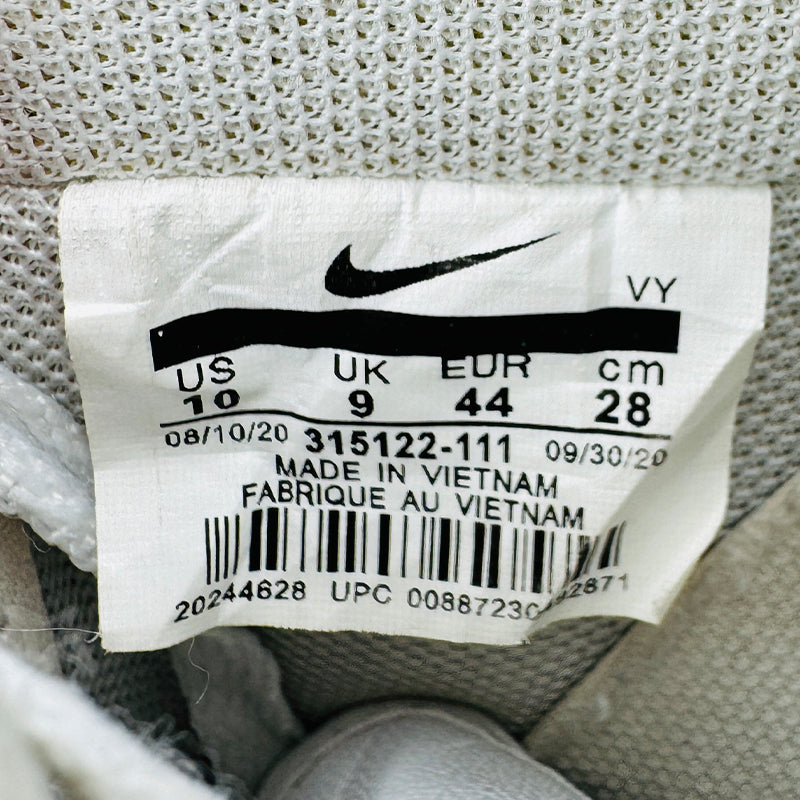 VY
US UK EUR cm
10 9 44 28
08/10/20 315122-111 09/30/20
MADE IN VIETNAM
FABRIQUE AU VIETNAM
20244628 UPC